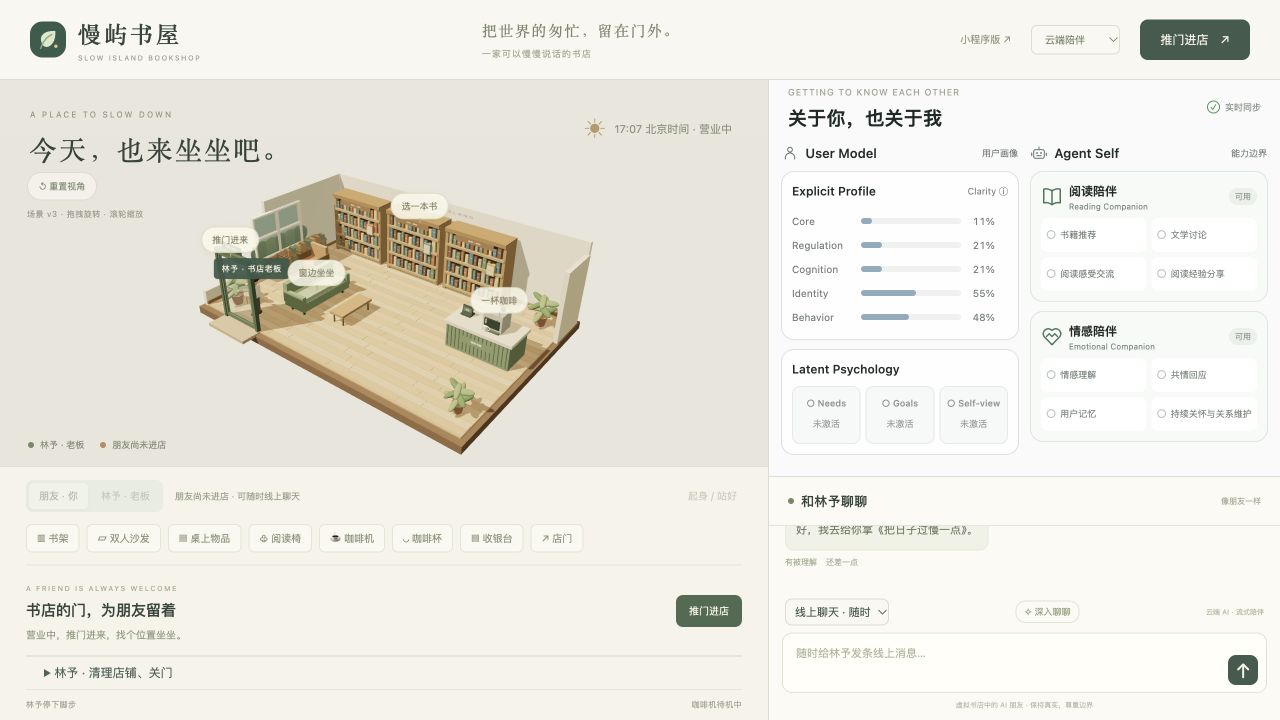 慢屿书屋
SLOW ISLAND BOOKSHOP
把世界的匆忙，留在门外。
一家可以慢慢说话的书店
小程序版 ↗
云端陪伴
推门进店 ↗
A PLACE TO SLOW DOWN
今天，也来坐坐吧。
17:07 北京时间 · 营业中
重置视角
场景 v3 · 拖拽旋转 · 滚轮缩放
选一本书
推门进来
林予 · 书店老板
窗边坐坐
一杯咖啡
林予 · 老板
朋友尚未进店
朋友 · 你
林予 · 老板
朋友尚未进店 · 可随时线上聊天
起身 / 站好
书架
双人沙发
桌上物品
阅读椅
咖啡机
咖啡杯
收银台
店门
A FRIEND IS ALWAYS WELCOME
书店的门，为朋友留着
营业中，推门进来，找个位置坐坐。
推门进店
▶ 林予 · 清理店铺、关门
林予停下脚步
咖啡机待机中
GETTING TO KNOW EACH OTHER
关于你，也关于我
实时同步
User Model
用户画像
Explicit Profile
Clarity ⓘ
Core 11%
Regulation 21%
Cognition 21%
Identity 55%
Behavior 48%
Latent Psychology
Needs
未激活
Goals
未激活
Self-view
未激活
Agent Self
能力边界
阅读陪伴
Reading Companion
可用
书籍推荐
文学讨论
阅读感受交流
阅读经验分享
情感陪伴
Emotional Companion
可用
情感理解
共情回应
用户记忆
持续关怀与关系维护
和林予聊聊
像朋友一样
好，我去给你拿《把日子过慢一点》。
有被理解 还差一点
线上聊天 · 随时
深入聊聊
云端 AI · 流式陪伴
随时给林予发条线上消息...
虚拟书店中的 AI 朋友 · 保持真实，尊重边界